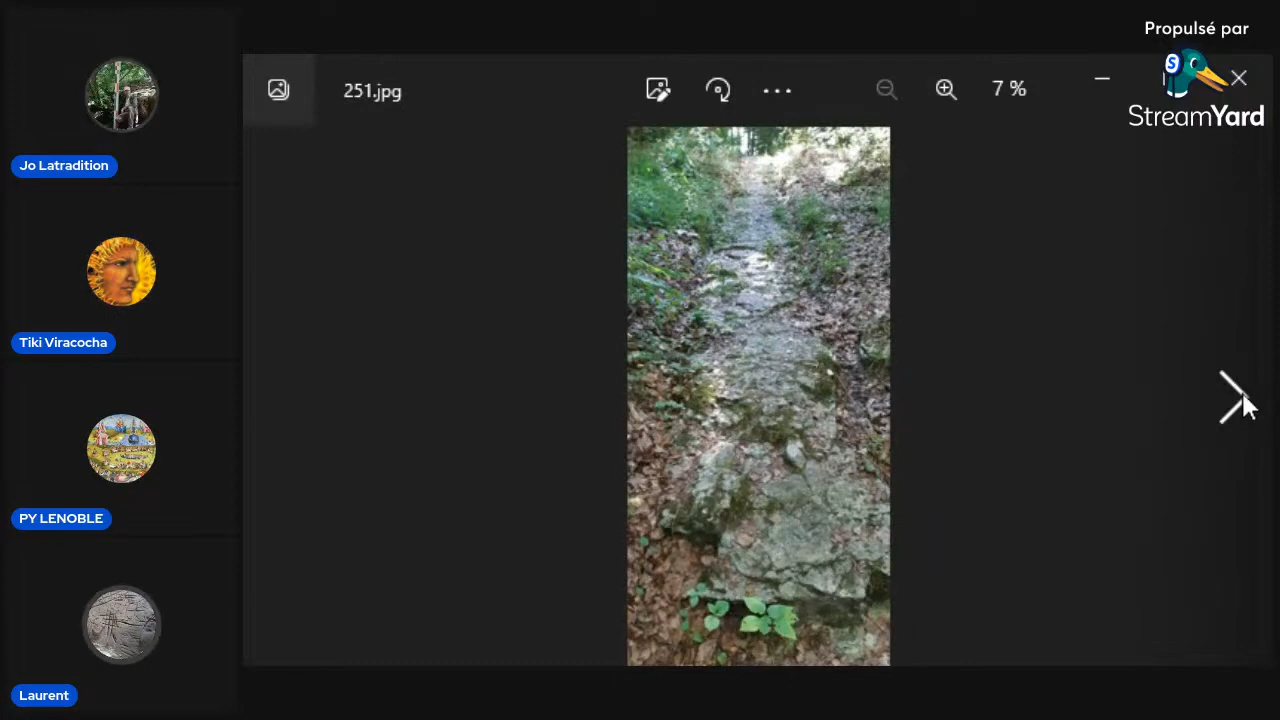 Propulsé par
StreamYard
251.jpg
7 %
Jo Latradition
Tiki Viracocha
PY LENOBLE
Laurent